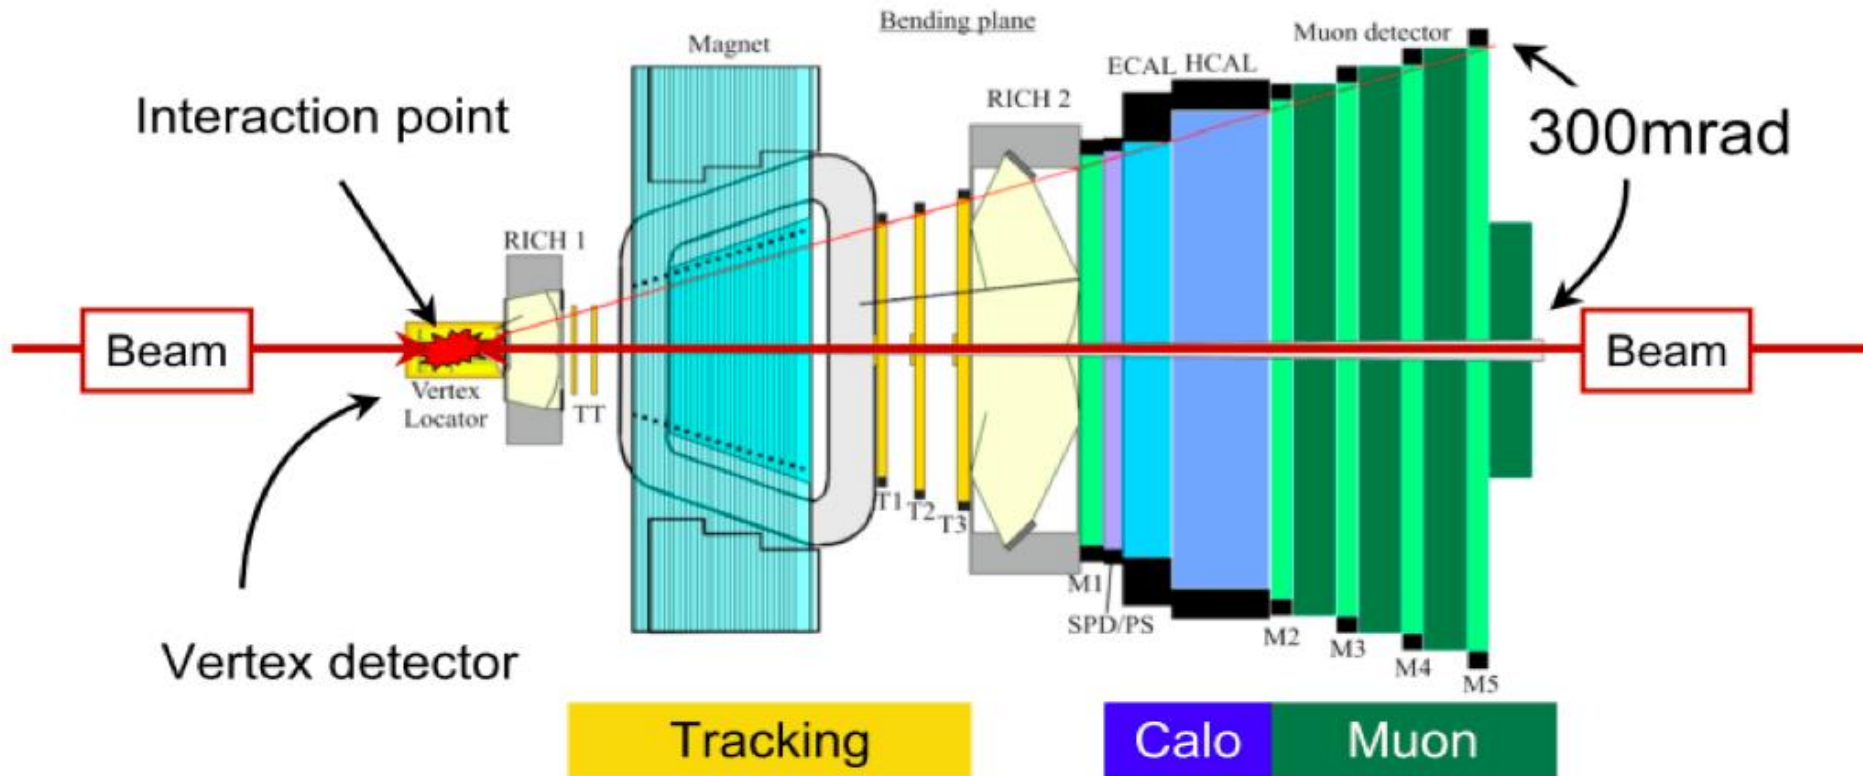 Bending plane
Magnet
Muon detector
ECAL HCAL
RICH 2
Interaction point
300mrad
RICH 1
Beam
Beam
Vertex
Locator
TT
T1
T2
T3
M1
SPD/PS
M2
M3
M4
M5
Vertex detector
Tracking
Calo
Muon